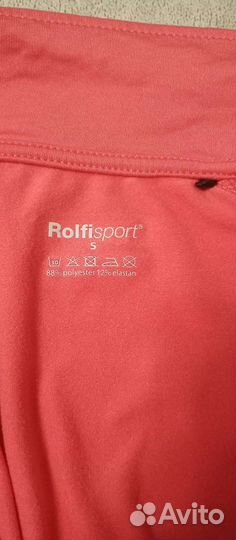 Rolfisport®
S
88% polyester 12% elastan
Avito